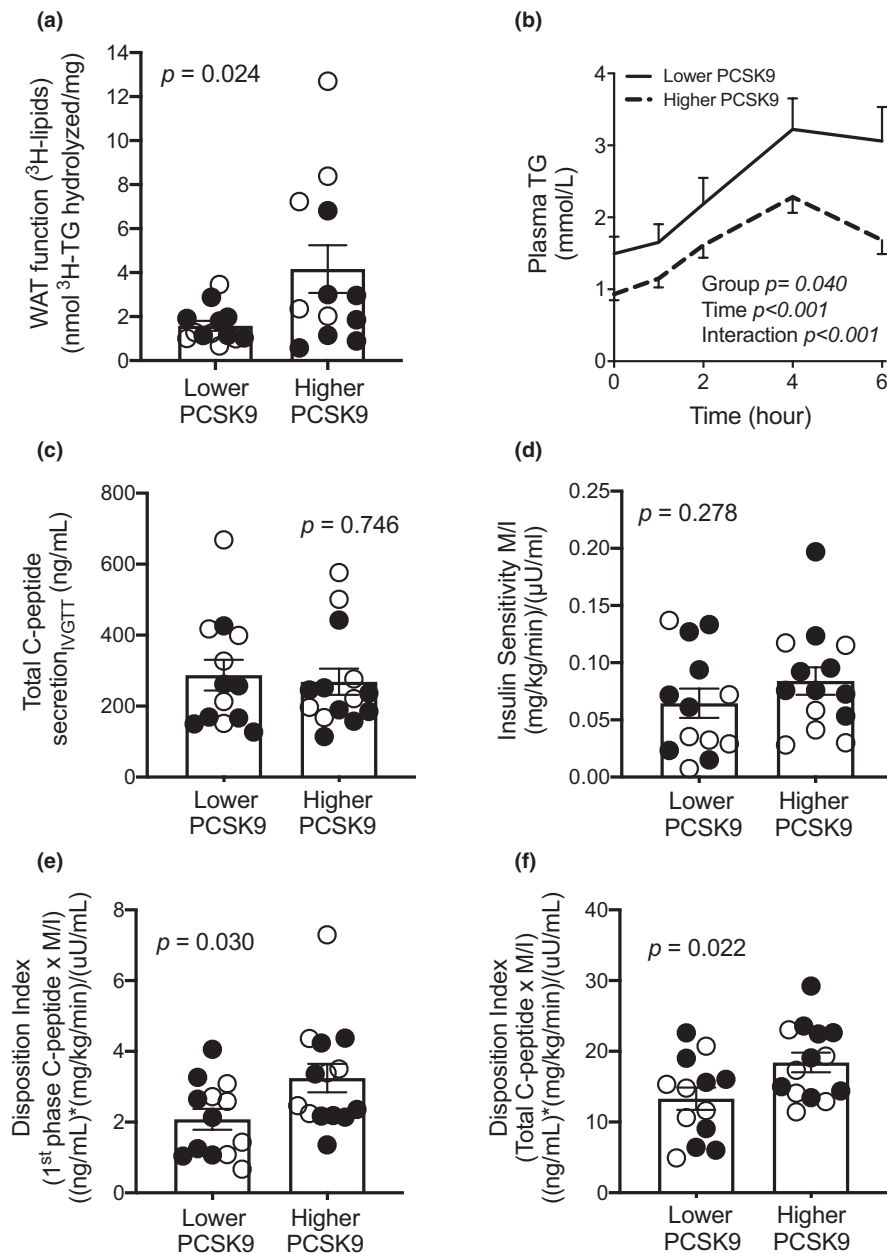 (a)
WAT function (³H-lipids)
(nmol ³H-TG hydrolyzed/mg)
14
12
10
8
6
4
2
0
p = 0.024
Lower
PCSK9
Higher
PCSK9
(b)
Plasma TG
(mmol/L)
4
3
2
1
0
Lower PCSK9
Higher PCSK9
Group p= 0.040
Time p<0.001
Interaction p<0.001
0
2
4
6
Time (hour)
(c)
Total C-peptide
secretionIVGTT (ng/mL)
800
600
400
200
0
p = 0.746
Lower
PCSK9
Higher
PCSK9
(d)
Insulin Sensitivity M/I
(mg/kg/min)/(μU/ml)
0.25
0.20
0.15
0.10
0.05
0.00
p = 0.278
Lower
PCSK9
Higher
PCSK9
(e)
Disposition Index
(1st phase C-peptide x M/I)
((ng/mL)*(mg/kg/min)/(uU/mL)
8
6
4
2
0
p = 0.030
Lower
PCSK9
Higher
PCSK9
(f)
Disposition Index
(Total C-peptide x M/I)
((ng/mL)*(mg/kg/min)/(uU/mL)
40
30
20
10
0
p = 0.022
Lower
PCSK9
Higher
PCSK9